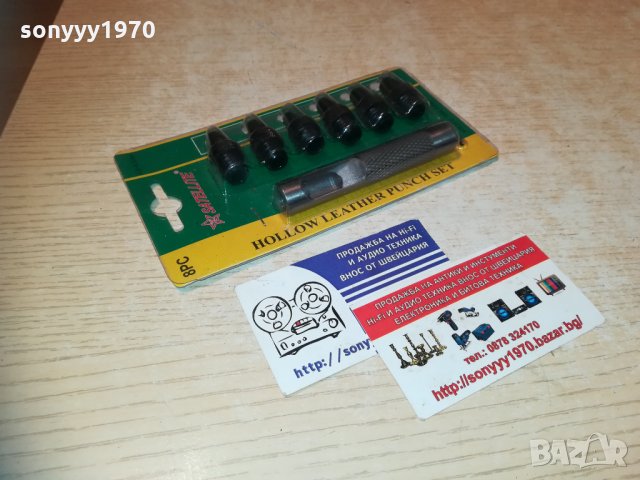 sonyyy1970
SATELLITE
HOLLOW LEATHER PUNCH SET
8PC
ПРОДАЖБА НА Hi-Fi
И АУДИО ТЕХНИКА
ВНОС ОТ ШВЕЙЦАРИЯ
http://sony
ПРОДАЖБА НА АНТИКИ И ИНСТУМЕНТИ
Hi-Fi И АУДИО ТЕХНИКА ВНОС ОТ ШВЕЙЦАРИЯ
ЕЛЕКТРОНИКА И БИТОВА ТЕХНИКА
тел.: 0878 324170
http://sonyyy1970.bazar.bg/
BAZAR
bg